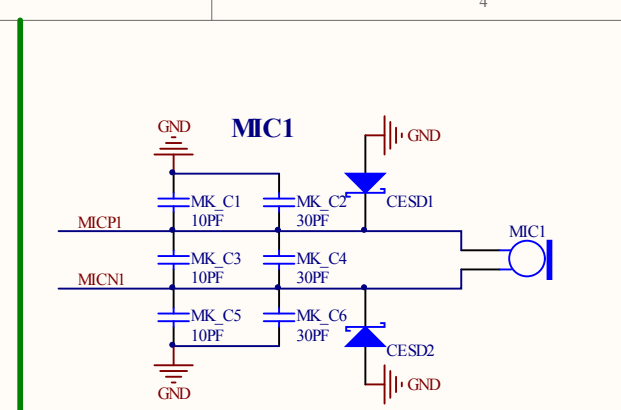 4
GND
MIC1
GND
MK_C1
10PF
MK_C2
30PF
CESD1
MICP1
MIC1
MK_C3
10PF
MK_C4
30PF
MICN1
MK_C5
10PF
MK_C6
30PF
CESD2
GND
GND